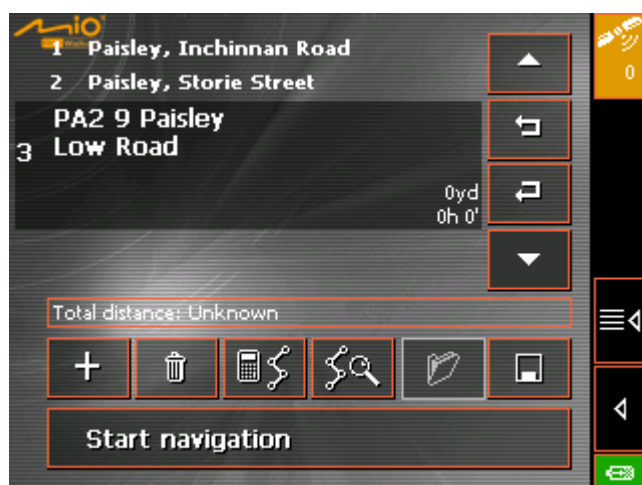 Mio
1 Paisley, Inchinnan Road
2 Paisley, Storie Street
PA2 9 Paisley
3 Low Road
0yd
0h 0'
Total distance: Unknown
Start navigation
0